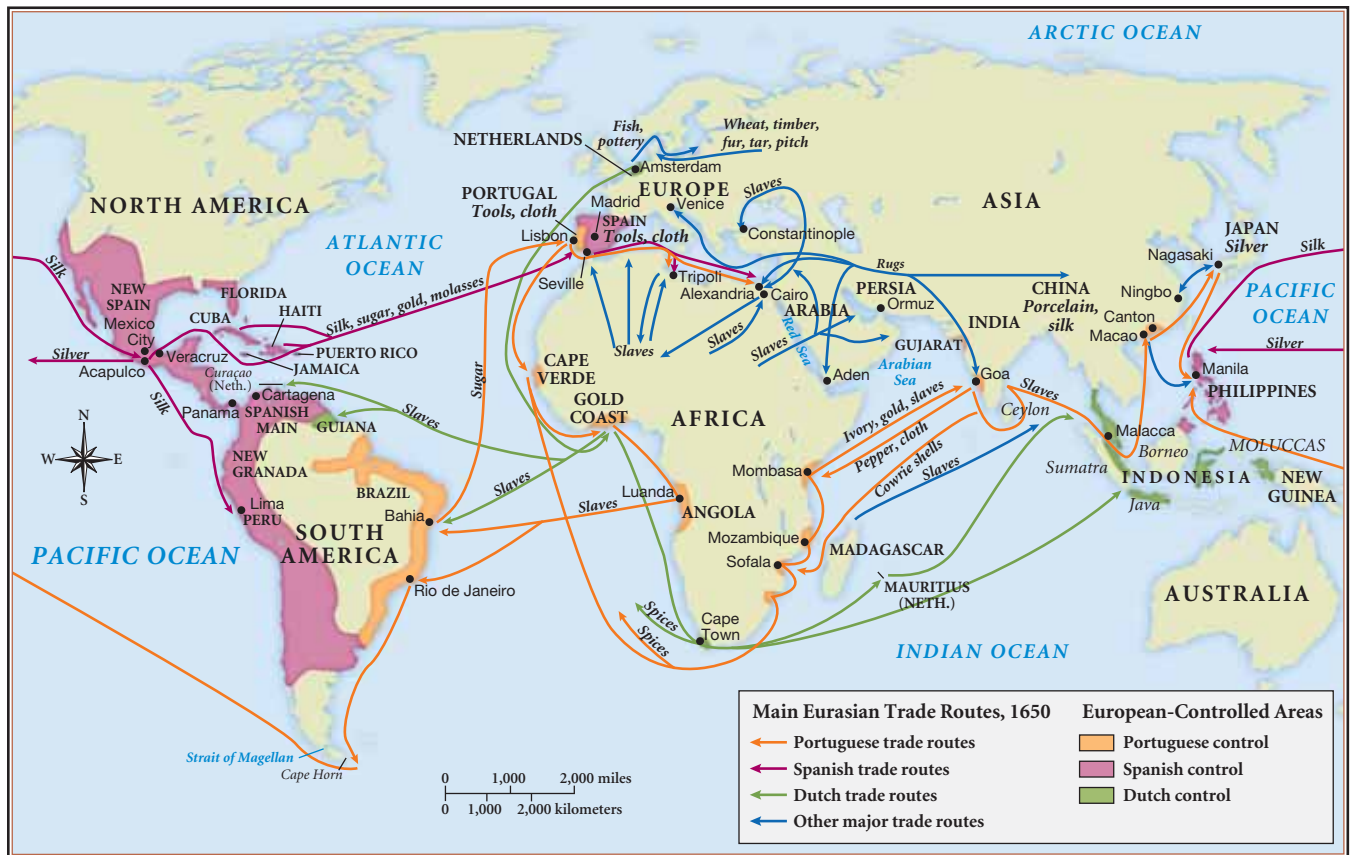 ARCTIC OCEAN
NETHERLANDS
Fish,
pottery
Wheat, timber,
fur, tar, pitch
Amsterdam
EUROPE
Venice
Slaves
ASIA
PORTUGAL
Tools, cloth
Madrid
SPAIN
Tools, cloth
Lisbon
Seville
Constantinople
NORTH AMERICA
ATLANTIC
OCEAN
JAPAN
Silver
Silk
Nagasaki
Tripoli
Alexandria
Cairo
Rugs
PERSIA
Ormuz
ARABIA
CHINA
Porcelain,
silk
Ningbo
Canton
Macao
PACIFIC
OCEAN
Silk
NEW
SPAIN
Mexico
City
FLORIDA
CUBA
HAITI
Silk, sugar, gold, molasses
PUERTO RICO
JAMAICA
Veracruz
Silver
Acapulco
Curaçao
(Neth.)
Cartagena
Panama
SPANISH
MAIN
GUIANA
Silk
Slaves
Sugar
CAPE
VERDE
GOLD
COAST
Slaves
Slaves
Slaves
Red Sea
INDIA
GUJARAT
Arabian
Sea
Aden
Goa
Slaves
Ceylon
Silver
Manila
PHILIPPINES
AFRICA
Ivory, gold, slaves
Pepper, cloth
Cowrie shells
Slaves
Malacca
Borneo
MOLUCCAS
Sumatra
INDONESIA
Java
NEW
GUINEA
N
W
E
S
NEW
GRANADA
BRAZIL
Slaves
Mombasa
Luanda
ANGOLA
Lima
PERU
Bahia
Slaves
SOUTH
AMERICA
Mozambique
Sofala
MADAGASCAR
MAURITIUS
(NETH.)
PACIFIC OCEAN
Rio de Janeiro
AUSTRALIA
Spices
Spices
Cape
Town
INDIAN OCEAN
Strait of Magellan
Cape Horn
0 1,000 2,000 miles
0 1,000 2,000 kilometers
Main Eurasian Trade Routes, 1650
Portuguese trade routes
Spanish trade routes
Dutch trade routes
Other major trade routes
European-Controlled Areas
Portuguese control
Spanish control
Dutch control